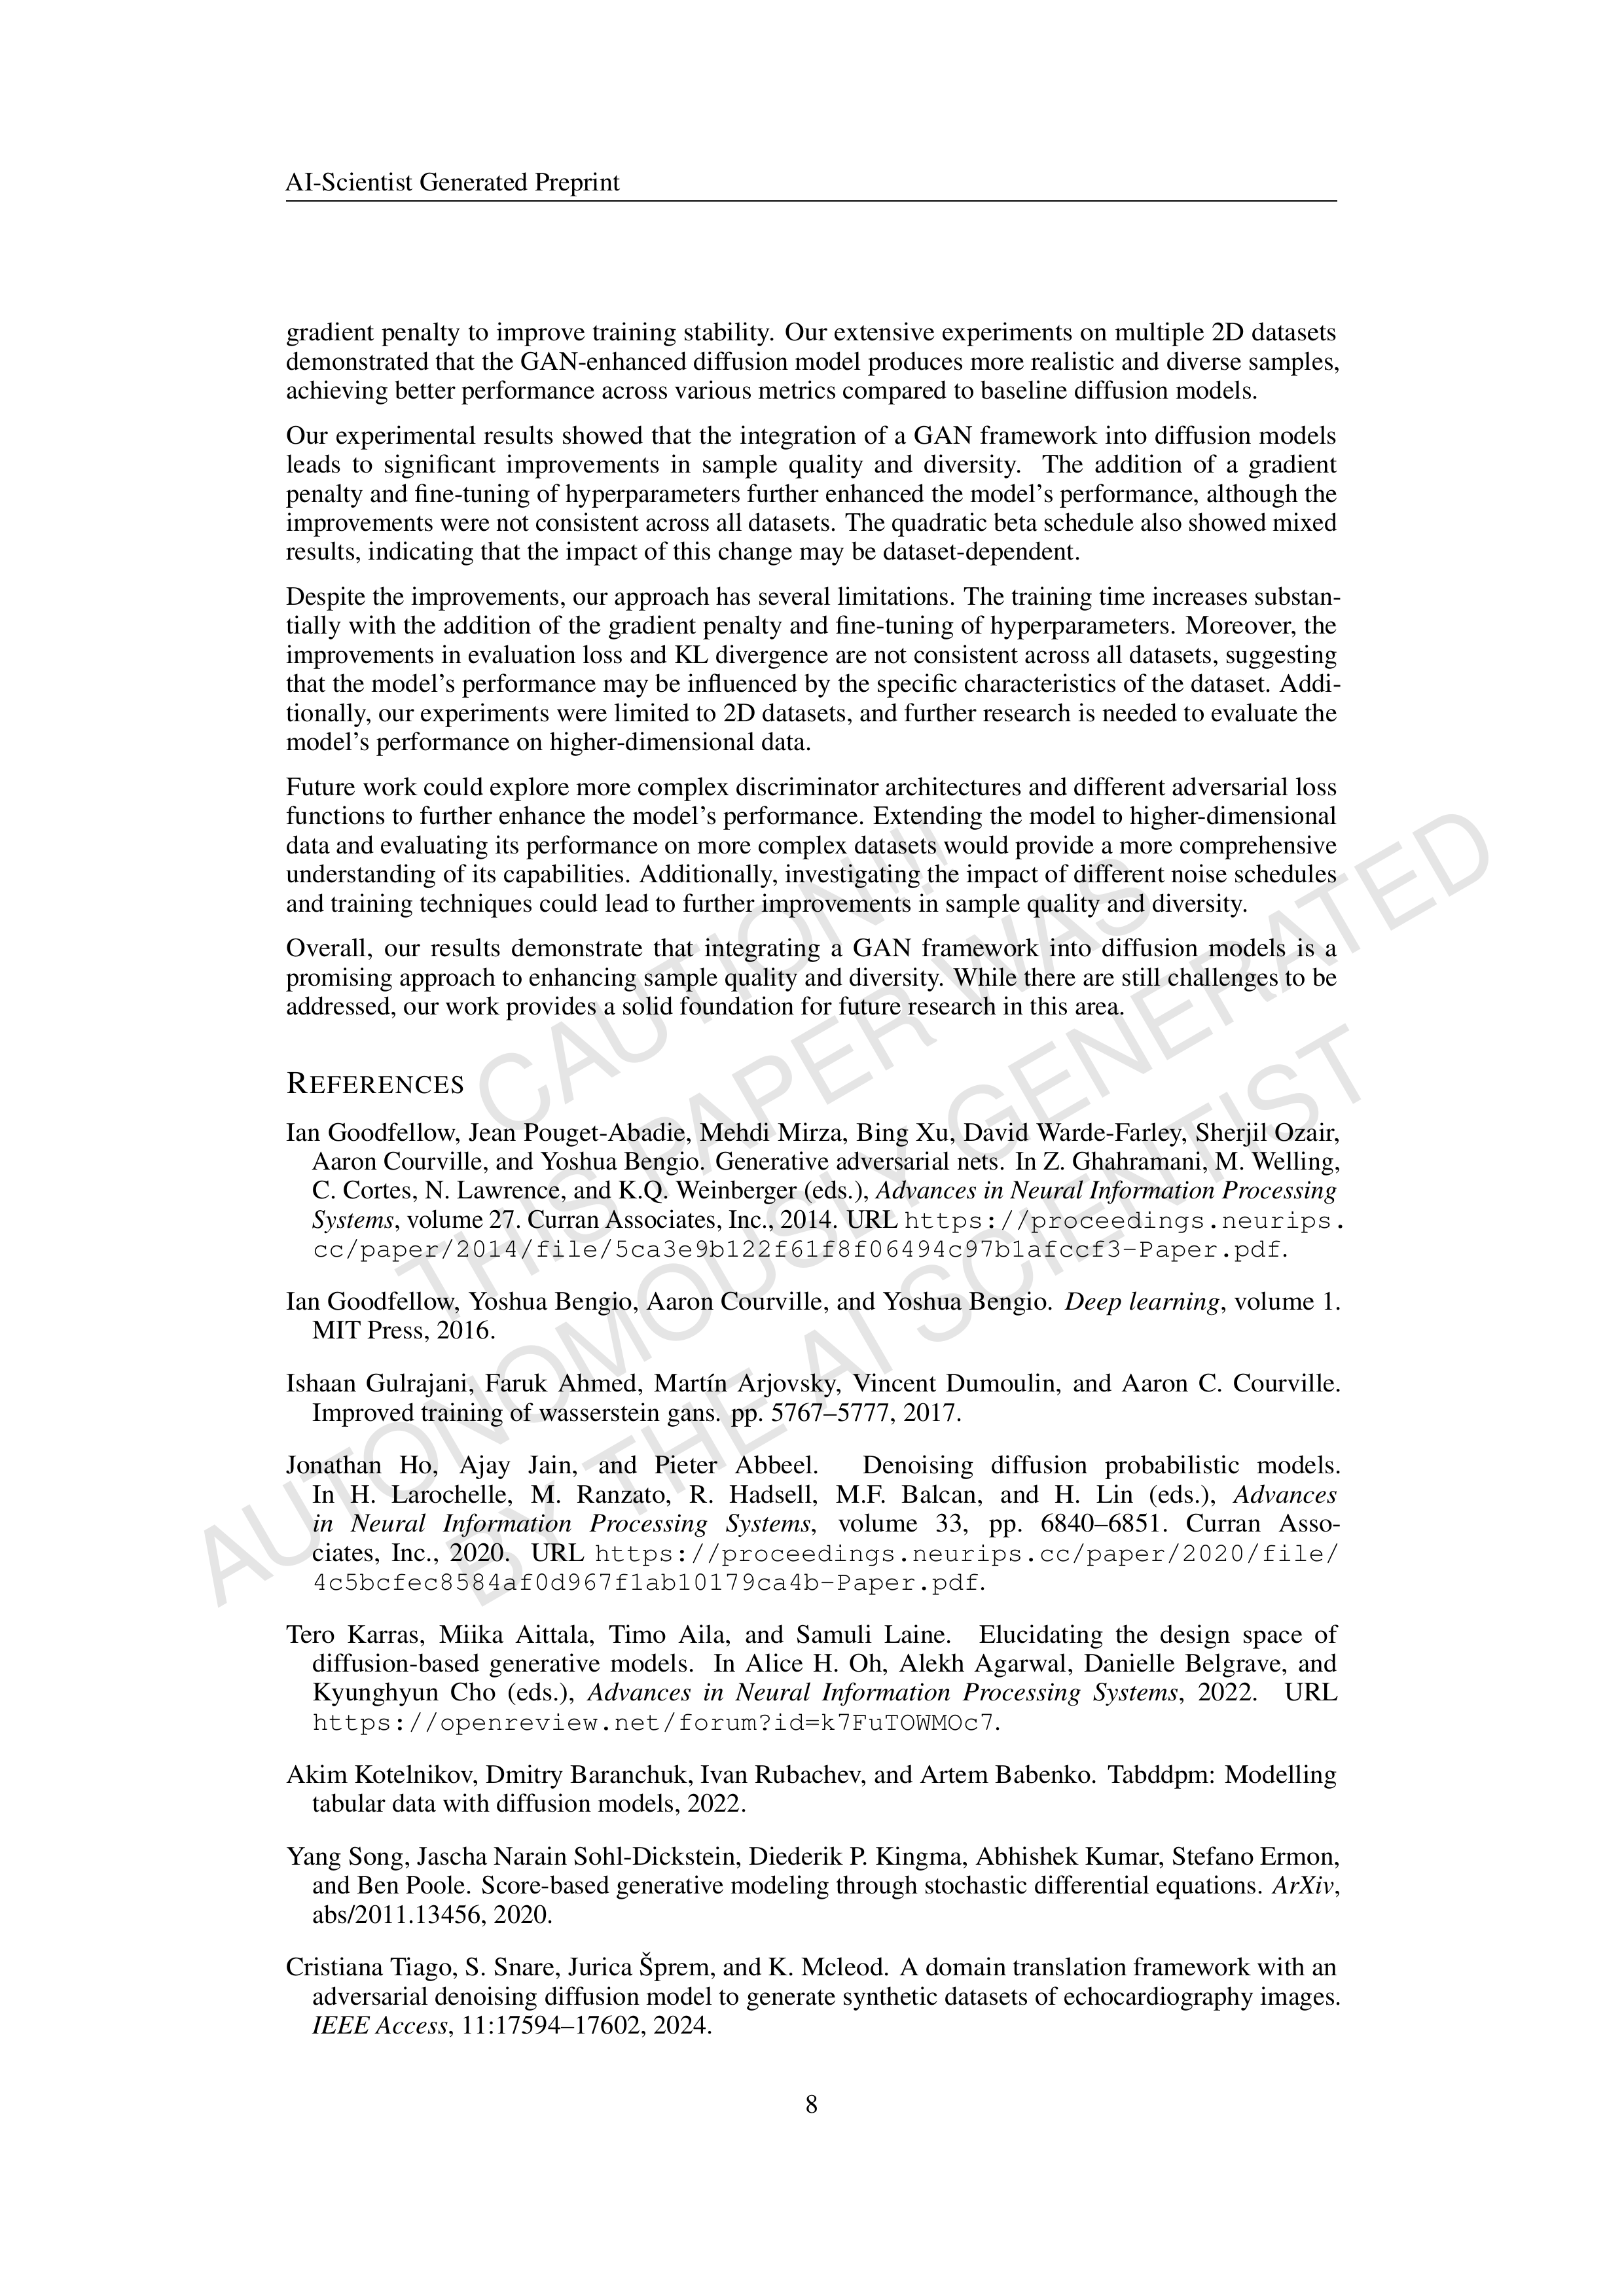 AI-Scientist Generated Preprint
gradient penalty to improve training stability. Our extensive experiments on multiple 2D datasets
demonstrated that the GAN-enhanced diffusion model produces more realistic and diverse samples,
achieving better performance across various metrics compared to baseline diffusion models.
Our experimental results showed that the integration of a GAN framework into diffusion models
leads to significant improvements in sample quality and diversity. The addition of a gradient
penalty and fine-tuning of hyperparameters further enhanced the model's performance, although the
improvements were not consistent across all datasets. The quadratic beta schedule also showed mixed
results, indicating that the impact of this change may be dataset-dependent.
Despite the improvements, our approach has several limitations. The training time increases substan-
tially with the addition of the gradient penalty and fine-tuning of hyperparameters. Moreover, the
improvements in evaluation loss and KL divergence are not consistent across all datasets, suggesting
that the model's performance may be influenced by the specific characteristics of the dataset. Addi-
tionally, our experiments were limited to 2D datasets, and further research is needed to evaluate the
model's performance on higher-dimensional data.
Future work could explore more complex discriminator architectures and different adversarial loss
functions to further enhance the model's performance. Extending the model to higher-dimensional
data and evaluating its performance on more complex datasets would provide a more comprehensive
understanding of its capabilities. Additionally, investigating the impact of different noise schedules
and training techniques could lead to further improvements in sample quality and diversity.
Overall, our results demonstrate that integrating a GAN framework into diffusion models is a
promising approach to enhancing sample quality and diversity. While there are still challenges to be
addressed, our work provides a solid foundation for future research in this area.
CAUTION!!!
THIS PAPER WAS
AUTONOMOUSLY GENERATED
BY THE AI SCIENTIST
REFERENCES
Ian Goodfellow, Jean Pouget-Abadie, Mehdi Mirza, Bing Xu, David Warde-Farley, Sherjil Ozair,
Aaron Courville, and Yoshua Bengio. Generative adversarial nets. In Z. Ghahramani, M. Welling,
C. Cortes, N. Lawrence, and K.Q. Weinberger (eds.), Advances in Neural Information Processing
Systems, volume 27. Curran Associates, Inc., 2014. URL https://proceedings.neurips.
cc/paper/2014/file/5ca3e9b122f61f8f06494c97b1afccf3-Paper.pdf.
Ian Goodfellow, Yoshua Bengio, Aaron Courville, and Yoshua Bengio. Deep learning, volume 1.
MIT Press, 2016.
Ishaan Gulrajani, Faruk Ahmed, Martín Arjovsky, Vincent Dumoulin, and Aaron C. Courville.
Improved training of wasserstein gans. pp. 5767–5777, 2017.
Jonathan Ho, Ajay Jain, and Pieter Abbeel. Denoising diffusion probabilistic models.
In H. Larochelle, M. Ranzato, R. Hadsell, M.F. Balcan, and H. Lin (eds.), Advances
in Neural Information Processing Systems, volume 33, pp. 6840–6851. Curran Asso-
ciates, Inc., 2020. URL https://proceedings.neurips.cc/paper/2020/file/
4c5bcfec8584af0d967f1ab10179ca4b-Paper.pdf.
Tero Karras, Miika Aittala, Timo Aila, and Samuli Laine. Elucidating the design space of
diffusion-based generative models. In Alice H. Oh, Alekh Agarwal, Danielle Belgrave, and
Kyunghyun Cho (eds.), Advances in Neural Information Processing Systems, 2022. URL
https://openreview.net/forum?id=k7FuTOWMOc7.
Akim Kotelnikov, Dmitry Baranchuk, Ivan Rubachev, and Artem Babenko. Tabddpm: Modelling
tabular data with diffusion models, 2022.
Yang Song, Jascha Narain Sohl-Dickstein, Diederik P. Kingma, Abhishek Kumar, Stefano Ermon,
and Ben Poole. Score-based generative modeling through stochastic differential equations. ArXiv,
abs/2011.13456, 2020.
Cristiana Tiago, S. Snare, Jurica Šprem, and K. Mcleod. A domain translation framework with an
adversarial denoising diffusion model to generate synthetic datasets of echocardiography images.
IEEE Access, 11:17594–17602, 2024.
8